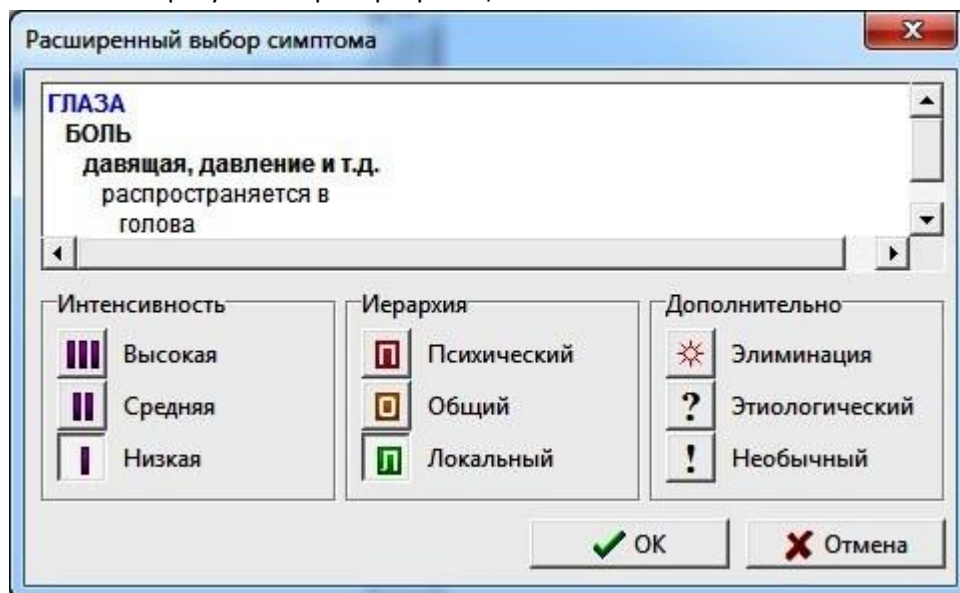 Расширенный выбор симптома
ГЛАЗА
БОЛЬ
давящая, давление и т.д.
распространяется в
голова
Интенсивность
Высокая
Средняя
Низкая
Иерархия
П Психический
О Общий
Л Локальный
Дополнительно
Элиминация
? Этиологический
! Необычный
ОК
Отмена